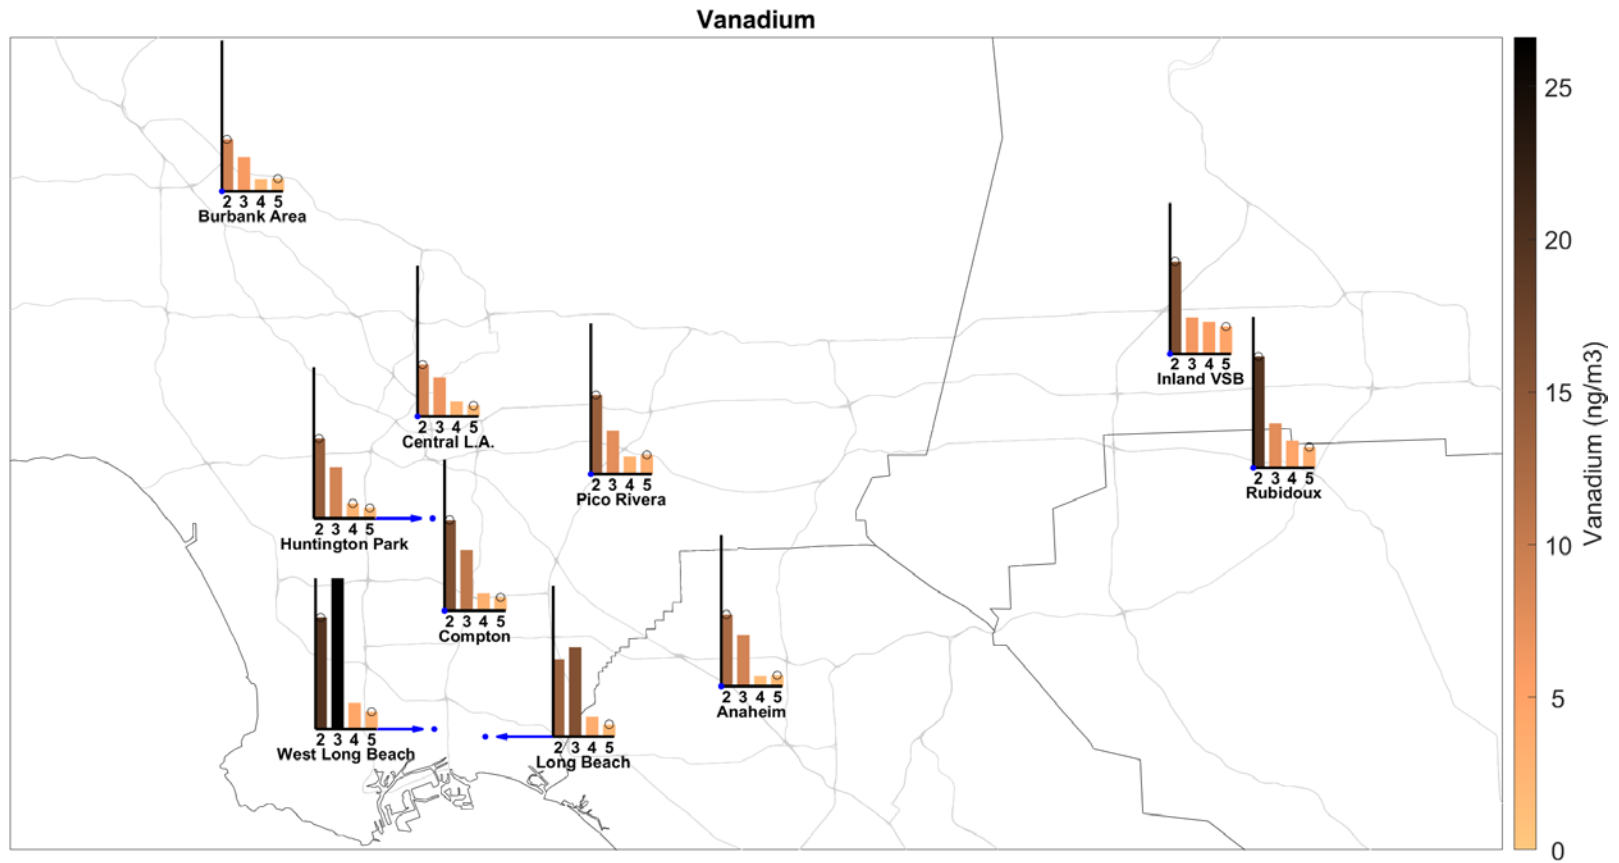 Vanadium
25
2 3 4 5
Burbank Area
20
2 3 4 5
Inland VSB
2 3 4 5
Central L.A.
15
2 3 4 5
Pico Rivera
2 3 4 5
Rubidoux
Vanadium (ng/m3)
2 3 4 5
Huntington Park
10
2 3 4 5
Compton
2 3 4 5
Anaheim
5
2 3 4 5
West Long Beach
2 3 4 5
Long Beach
0